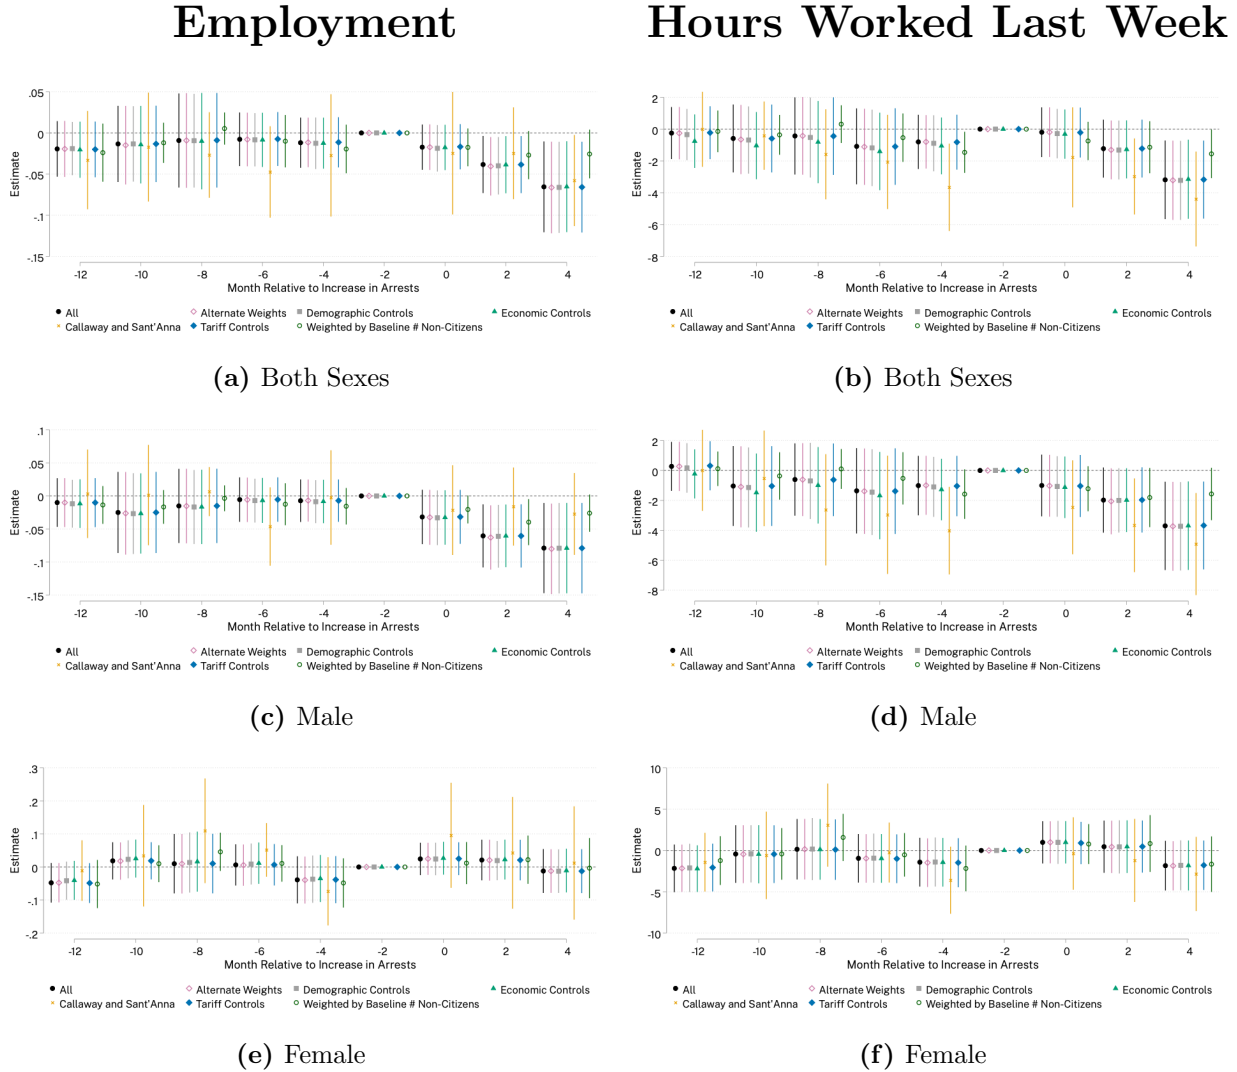 Employment
Hours Worked Last Week
Estimate
.05
0
-.05
-.1
-.15
-12 -10 -8 -6 -4 -2 0 2 4
Month Relative to Increase in Arrests
All Alternate Weights Demographic Controls Economic Controls
Callaway and Sant'Anna Tariff Controls Weighted by Baseline # Non-Citizens
(a) Both Sexes
Estimate
2
0
-2
-4
-6
-8
-12 -10 -8 -6 -4 -2 0 2 4
Month Relative to Increase in Arrests
All Alternate Weights Demographic Controls Economic Controls
Callaway and Sant'Anna Tariff Controls Weighted by Baseline # Non-Citizens
(b) Both Sexes
Estimate
.1
.05
0
-.05
-.1
-.15
-12 -10 -8 -6 -4 -2 0 2 4
Month Relative to Increase in Arrests
All Alternate Weights Demographic Controls Economic Controls
Callaway and Sant'Anna Tariff Controls Weighted by Baseline # Non-Citizens
(c) Male
Estimate
2
0
-2
-4
-6
-8
-12 -10 -8 -6 -4 -2 0 2 4
Month Relative to Increase in Arrests
All Alternate Weights Demographic Controls Economic Controls
Callaway and Sant'Anna Tariff Controls Weighted by Baseline # Non-Citizens
(d) Male
Estimate
.3
.2
.1
0
-.1
-.2
-12 -10 -8 -6 -4 -2 0 2 4
Month Relative to Increase in Arrests
All Alternate Weights Demographic Controls Economic Controls
Callaway and Sant'Anna Tariff Controls Weighted by Baseline # Non-Citizens
(e) Female
Estimate
10
5
0
-5
-10
-12 -10 -8 -6 -4 -2 0 2 4
Month Relative to Increase in Arrests
All Alternate Weights Demographic Controls Economic Controls
Callaway and Sant'Anna Tariff Controls Weighted by Baseline # Non-Citizens
(f) Female